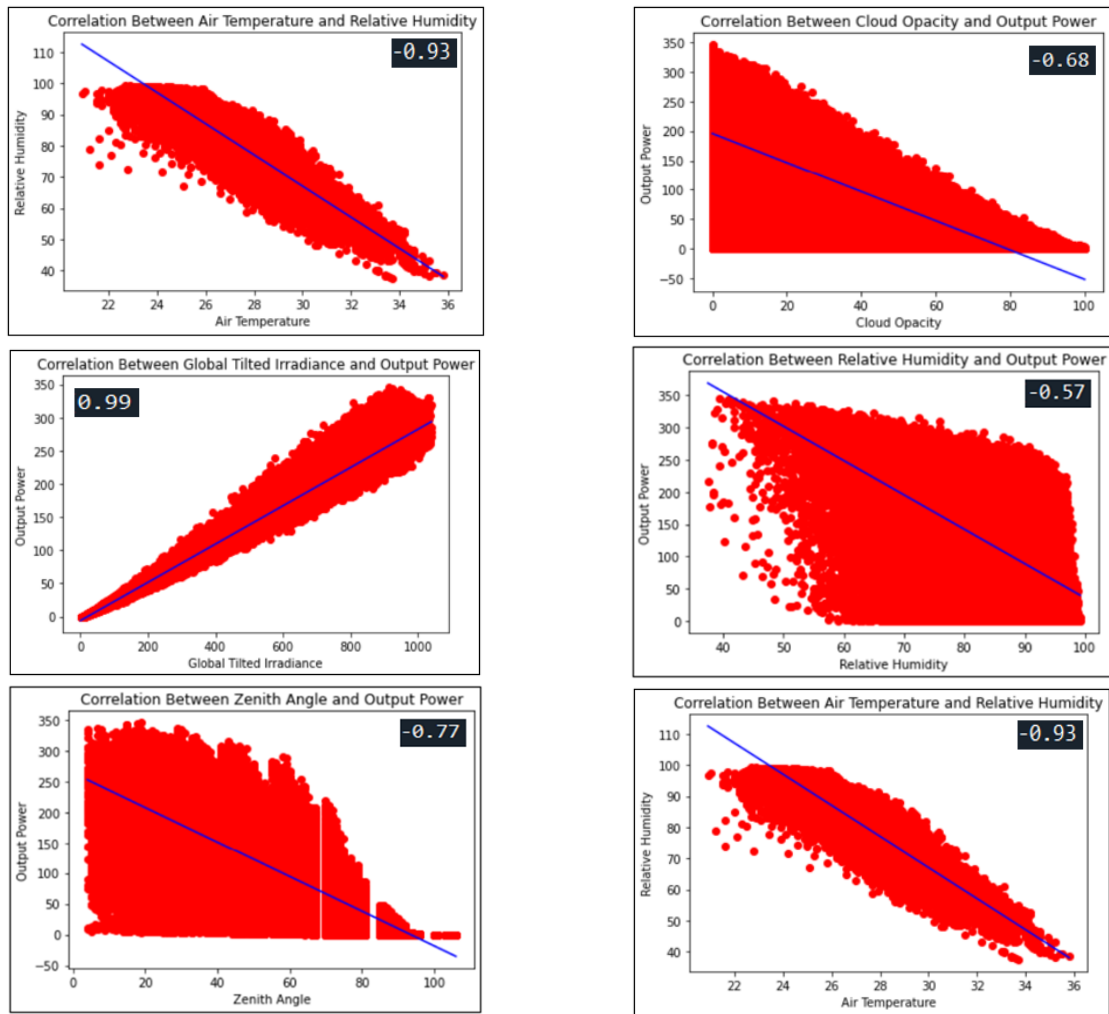 Correlation Between Air Temperature and Relative Humidity
-0.93
110
100
90
80
70
60
50
40
Relative Humidity
22 24 26 28 30 32 34 36
Air Temperature
Correlation Between Cloud Opacity and Output Power
-0.68
350
300
250
200
150
100
50
0
−50
Output Power
0 20 40 60 80 100
Cloud Opacity
Correlation Between Global Tilted Irradiance and Output Power
0.99
350
300
250
200
150
100
50
0
Output Power
0 200 400 600 800 1000
Global Tilted Irradiance
Correlation Between Relative Humidity and Output Power
-0.57
350
300
250
200
150
100
50
0
Output Power
40 50 60 70 80 90 100
Relative Humidity
Correlation Between Zenith Angle and Output Power
-0.77
350
300
250
200
150
100
50
0
−50
Output Power
0 20 40 60 80 100
Zenith Angle
Correlation Between Air Temperature and Relative Humidity
-0.93
110
100
90
80
70
60
50
40
Relative Humidity
22 24 26 28 30 32 34 36
Air Temperature